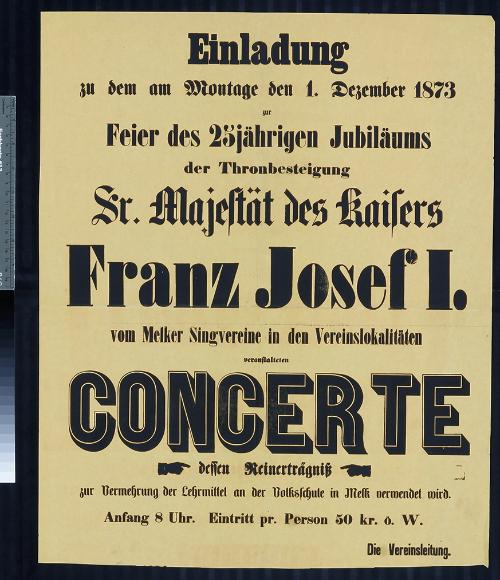 Einladung
zu dem am Montage den 1. Dezember 1873
zur
Feier des 25jährigen Jubiläums
der Thronbesteigung
Sr. Majestät des Kaisers
Franz Josef I.
vom Melker Singvereine in den Vereinslokalitäten
veranstalteten
CONCERTE
dessen Reinerträgniß
zur Vermehrung der Lehrmittel an der Volksschule in Melk verwendet wird.
Anfang 8 Uhr. Eintritt pr. Person 50 kr. ö. W.
Die Vereinsleitung.